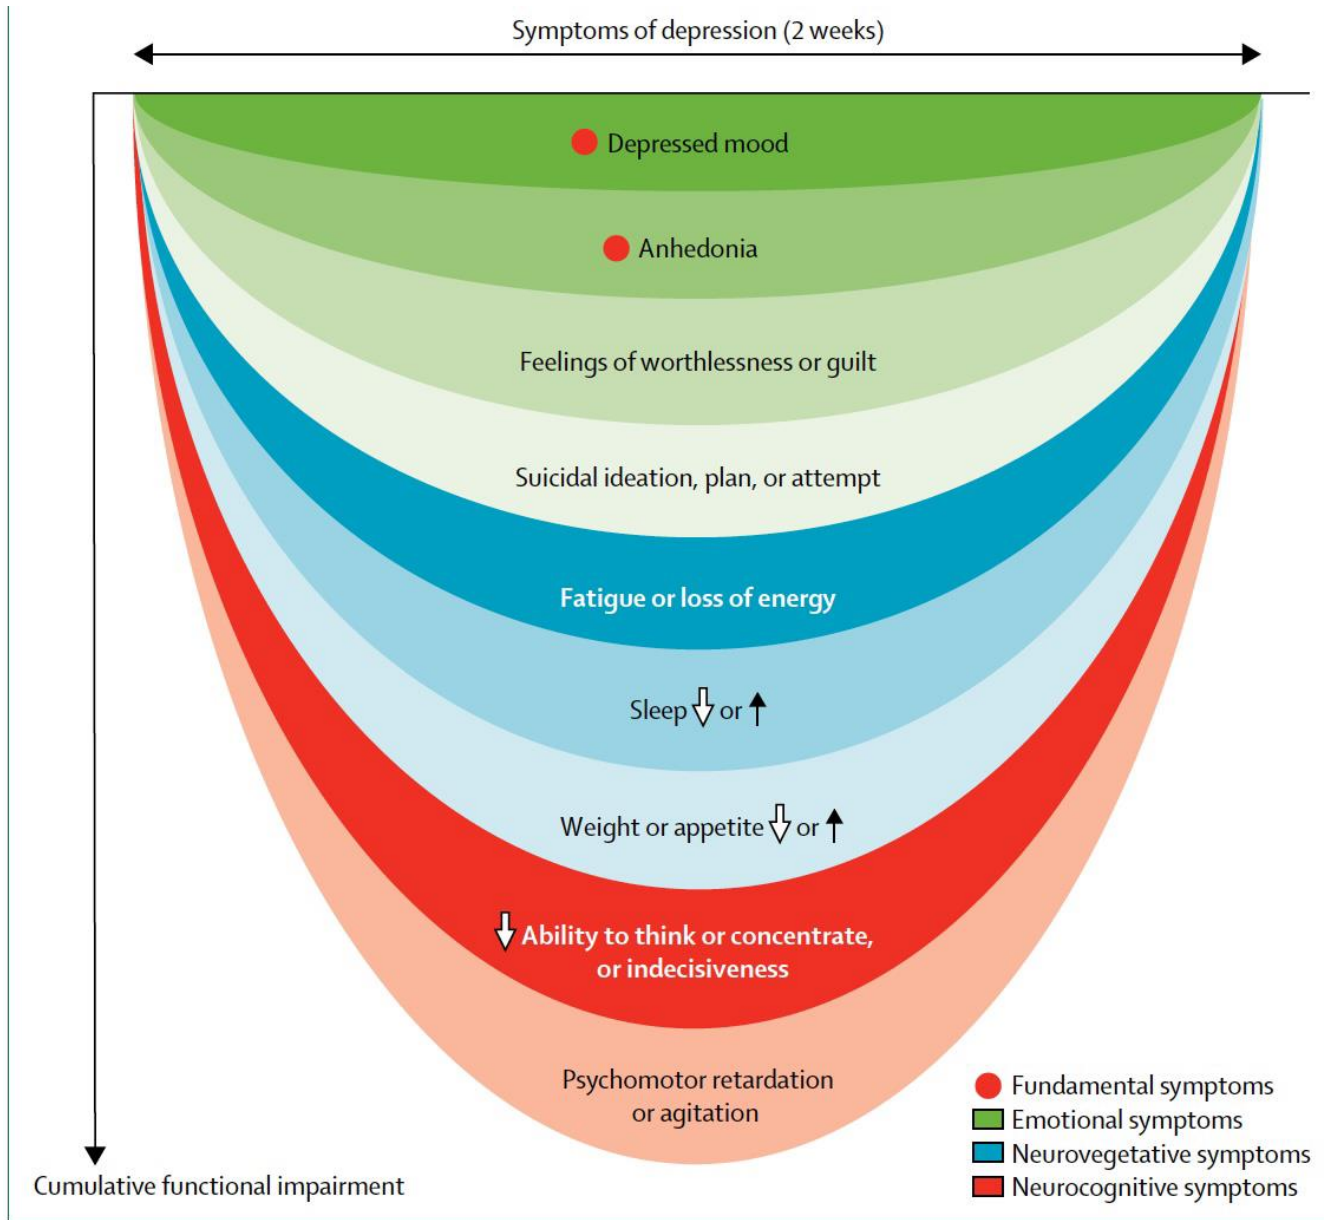 Symptoms of depression (2 weeks)
Depressed mood
Anhedonia
Feelings of worthlessness or guilt
Suicidal ideation, plan, or attempt
Fatigue or loss of energy
Sleep ⇩ or ↑
Weight or appetite ⇩ or ↑
⇩ Ability to think or concentrate,
or indecisiveness
Psychomotor retardation
or agitation
Cumulative functional impairment
Fundamental symptoms
Emotional symptoms
Neurovegetative symptoms
Neurocognitive symptoms